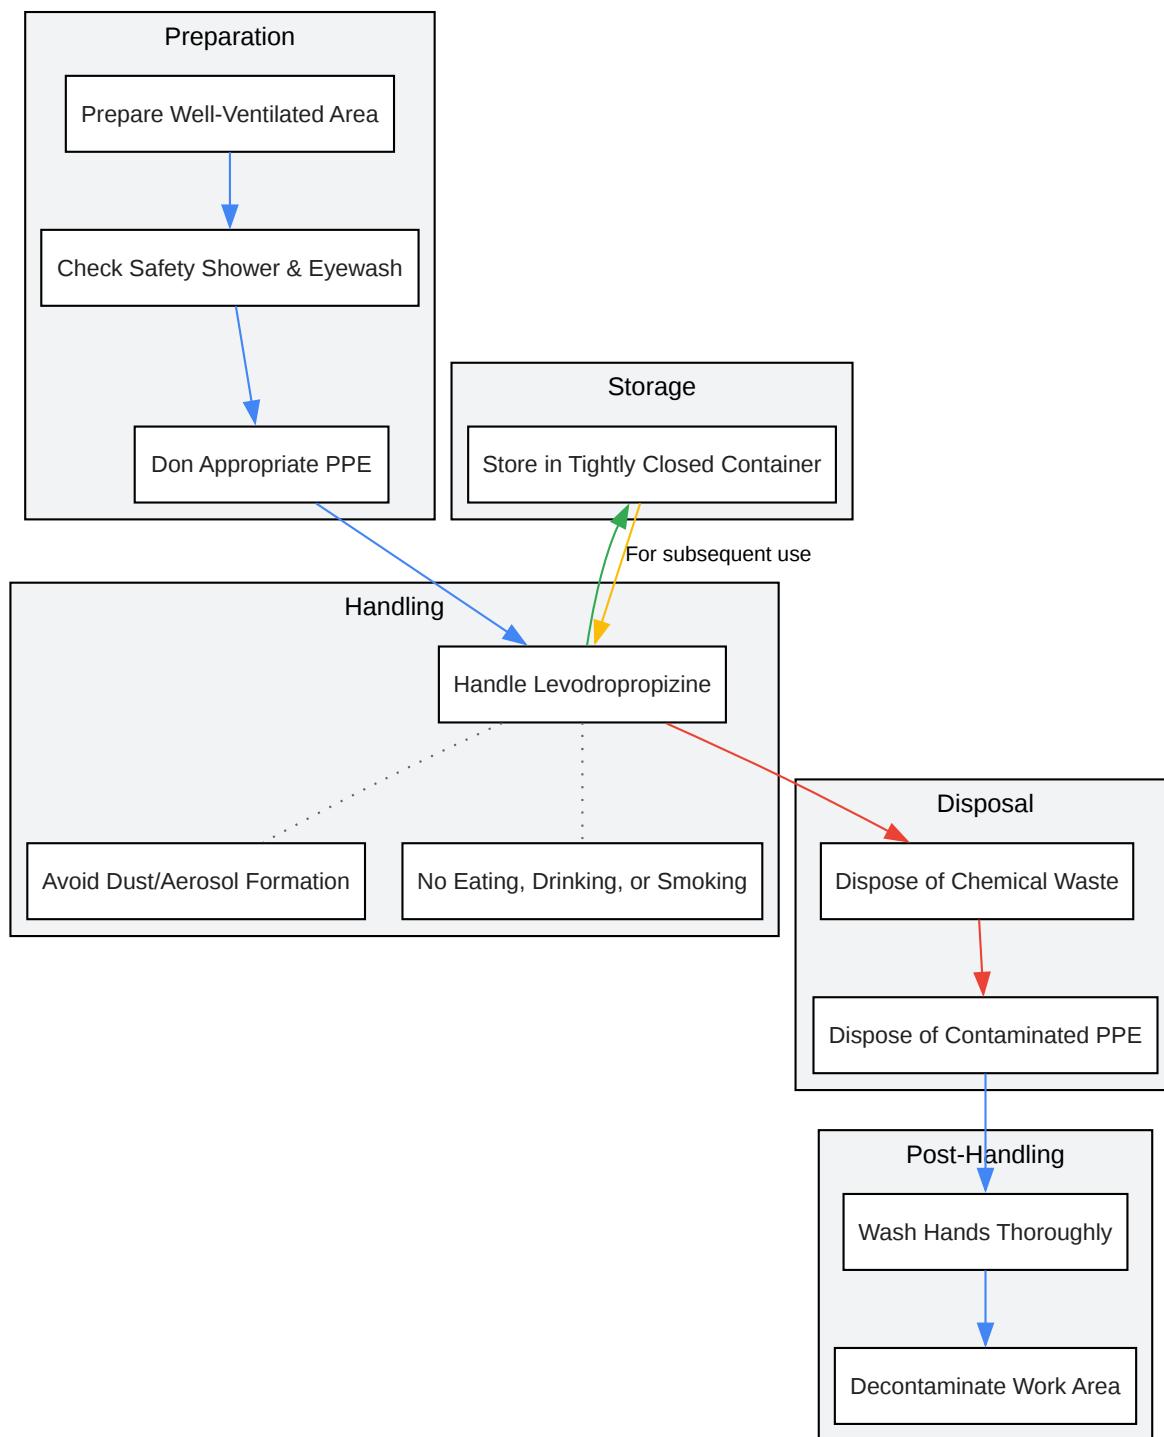 Preparation
Prepare Well-Ventilated Area
Check Safety Shower & Eyewash
Don Appropriate PPE
Storage
Store in Tightly Closed Container
For subsequent use
Handling
Handle Levodropropizine
Avoid Dust/Aerosol Formation
No Eating, Drinking, or Smoking
Disposal
Dispose of Chemical Waste
Dispose of Contaminated PPE
Post-Handling
Wash Hands Thoroughly
Decontaminate Work Area